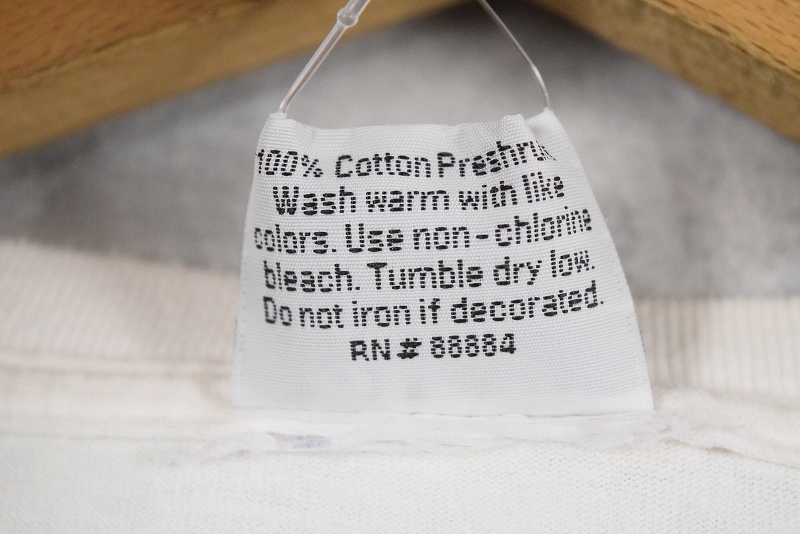 100% Cotton Preshru
Wash warm with like
colors. Use non-chlorine
bleach. Tumble dry low.
Do not iron if decorated.
RN# 88884